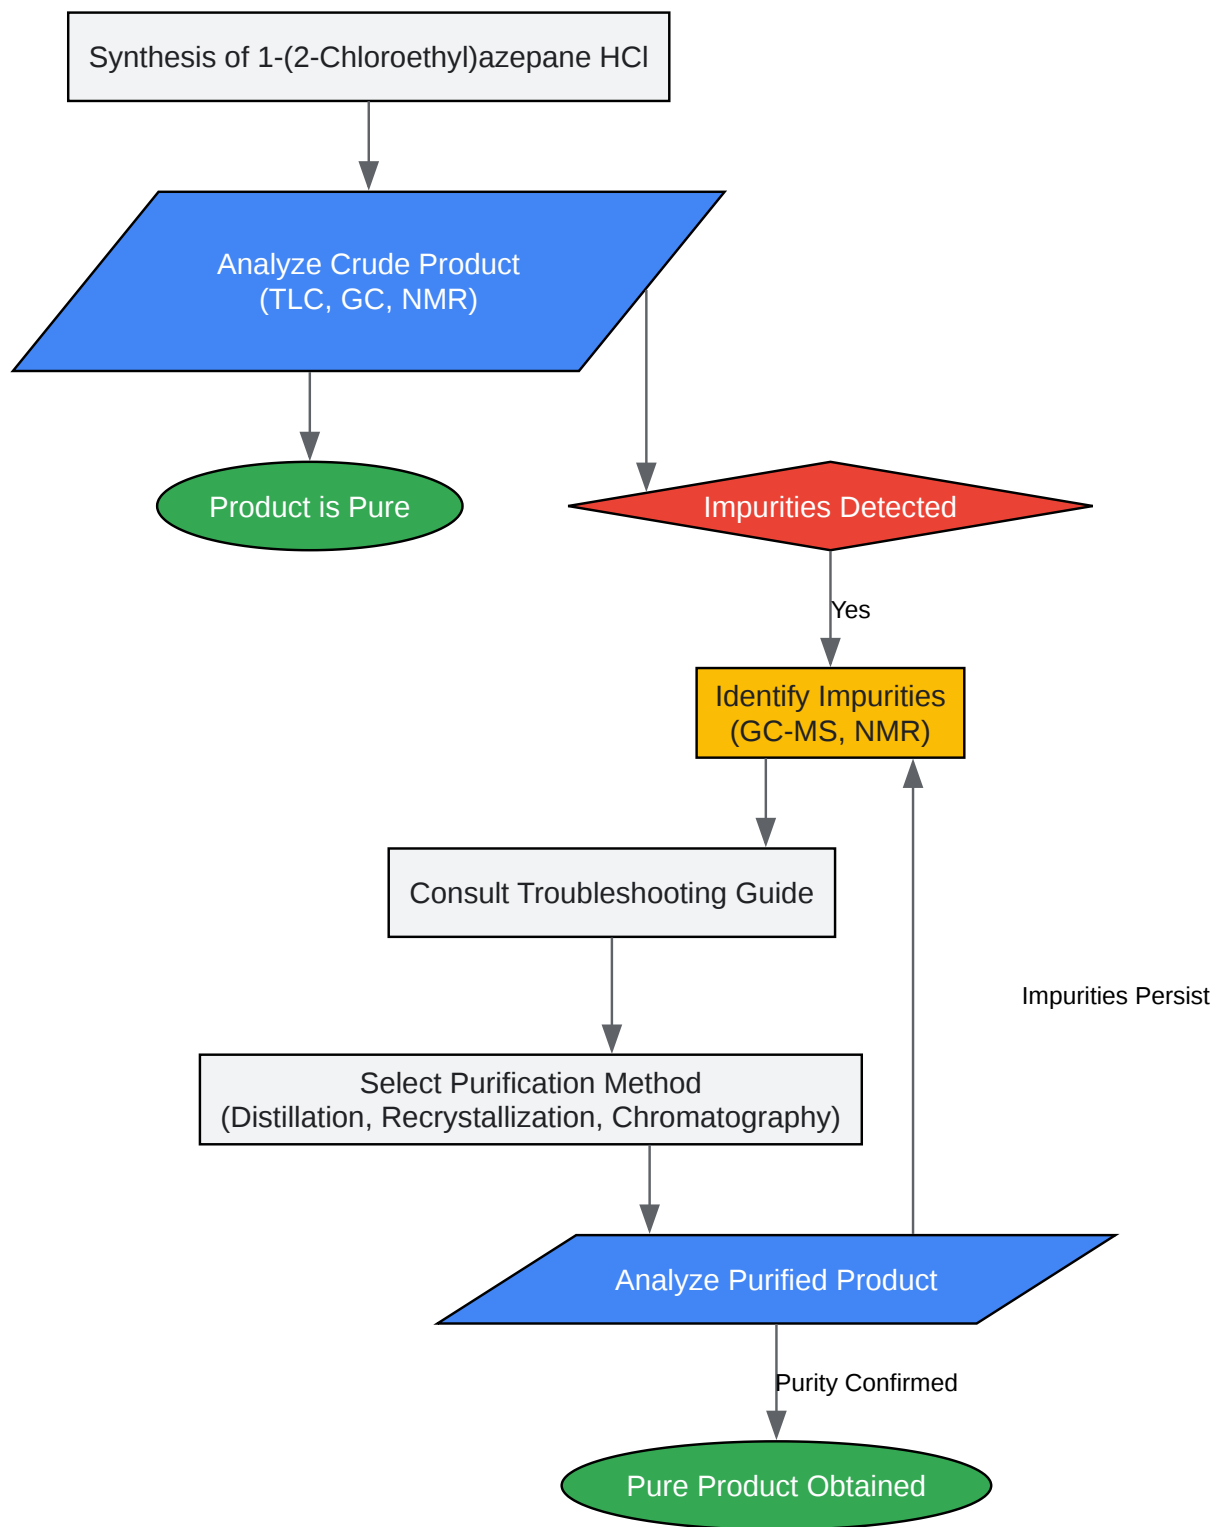 Synthesis of 1-(2-Chloroethyl)azepane HCl
Analyze Crude Product
(TLC, GC, NMR)
Product is Pure
Impurities Detected
Yes
Identify Impurities
(GC-MS, NMR)
Consult Troubleshooting Guide
Impurities Persist
Select Purification Method
(Distillation, Recrystallization, Chromatography)
Analyze Purified Product
Purity Confirmed
Pure Product Obtained